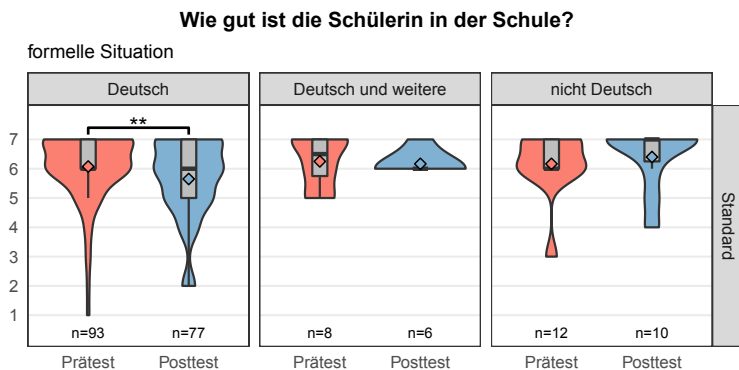 Wie gut ist die Schülerin in der Schule?
formelle Situation
Deutsch
Deutsch und weitere
nicht Deutsch
**
7
6
5
4
3
2
1
Standard
n=93
n=77
n=8
n=6
n=12
n=10
Prätest
Posttest
Prätest
Posttest
Prätest
Posttest